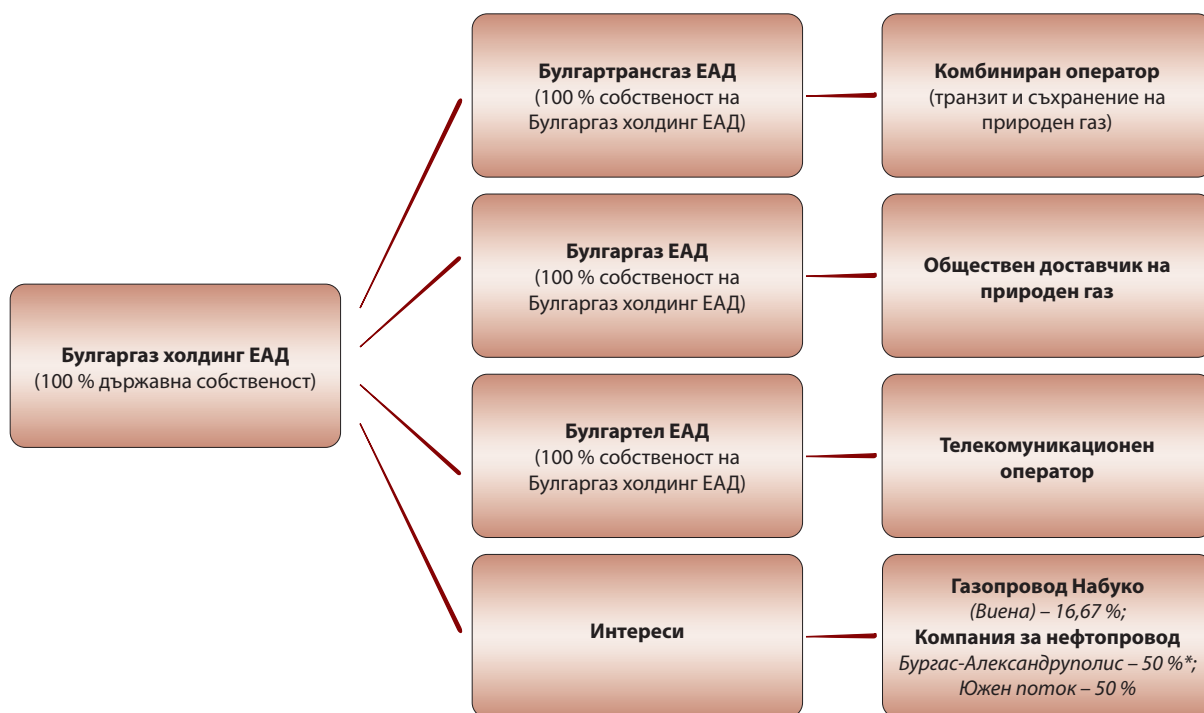 Булгартрансгаз ЕАД
(100 % собственост на
Булгаргаз холдинг ЕАД)
Комбиниран оператор
(транзит и съхранение на
природен газ)
Булгаргаз ЕАД
(100 % собственост на
Булгаргаз холдинг ЕАД)
Обществен доставчик на
природен газ
Булгаргаз холдинг ЕАД
(100 % държавна собственост)
Булгартел ЕАД
(100 % собственост на
Булгаргаз холдинг ЕАД)
Телекомуникационен
оператор
Интереси
Газопровод Набуко
(Виена) – 16,67 %;
Компания за нефтопровод
Бургас-Александруполис – 50 %*;
Южен поток – 50 %